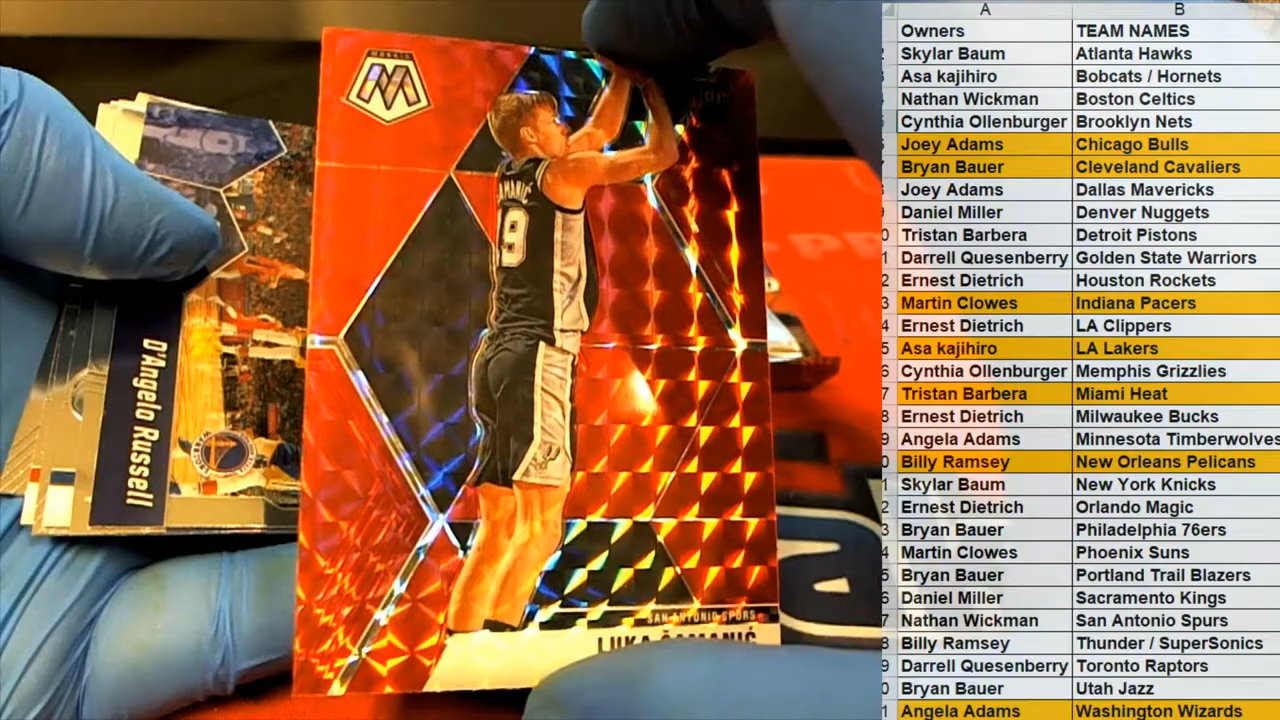 MOSAIC
M
ŠAMANIĆ
19
SAN ANTONIO SPURS
LUKA ŠAMANIĆ
D'Angelo Russell
A B
Owners TEAM NAMES
Skylar Baum Atlanta Hawks
Asa kajihiro Bobcats / Hornets
Nathan Wickman Boston Celtics
Cynthia Ollenburger Brooklyn Nets
Joey Adams Chicago Bulls
Bryan Bauer Cleveland Cavaliers
Joey Adams Dallas Mavericks
Daniel Miller Denver Nuggets
Tristan Barbera Detroit Pistons
Darrell Quesenberry Golden State Warriors
Ernest Dietrich Houston Rockets
Martin Clowes Indiana Pacers
Ernest Dietrich LA Clippers
Asa kajihiro LA Lakers
Cynthia Ollenburger Memphis Grizzlies
Tristan Barbera Miami Heat
Ernest Dietrich Milwaukee Bucks
Angela Adams Minnesota Timberwolves
Billy Ramsey New Orleans Pelicans
Skylar Baum New York Knicks
Ernest Dietrich Orlando Magic
Bryan Bauer Philadelphia 76ers
Martin Clowes Phoenix Suns
Bryan Bauer Portland Trail Blazers
Daniel Miller Sacramento Kings
Nathan Wickman San Antonio Spurs
Billy Ramsey Thunder / SuperSonics
Darrell Quesenberry Toronto Raptors
Bryan Bauer Utah Jazz
Angela Adams Washington Wizards